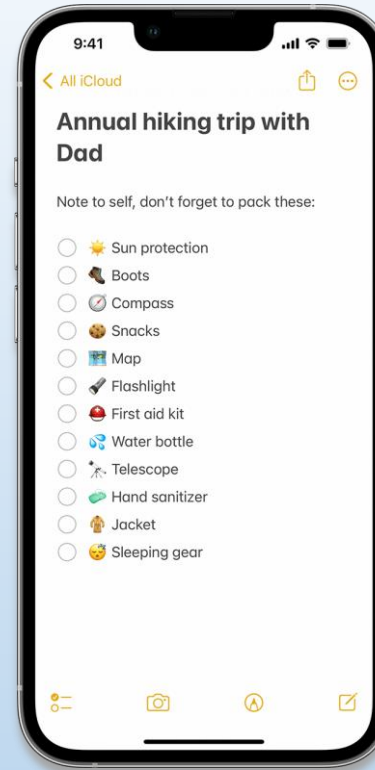 9:41
All iCloud
Annual hiking trip with
Dad
Note to self, don't forget to pack these:
☀️ Sun protection
🥾 Boots
🧭 Compass
🍪 Snacks
🗺️ Map
🔦 Flashlight
⛑️ First aid kit
💦 Water bottle
🔭 Telescope
🧼 Hand sanitizer
🧥 Jacket
😴 Sleeping gear